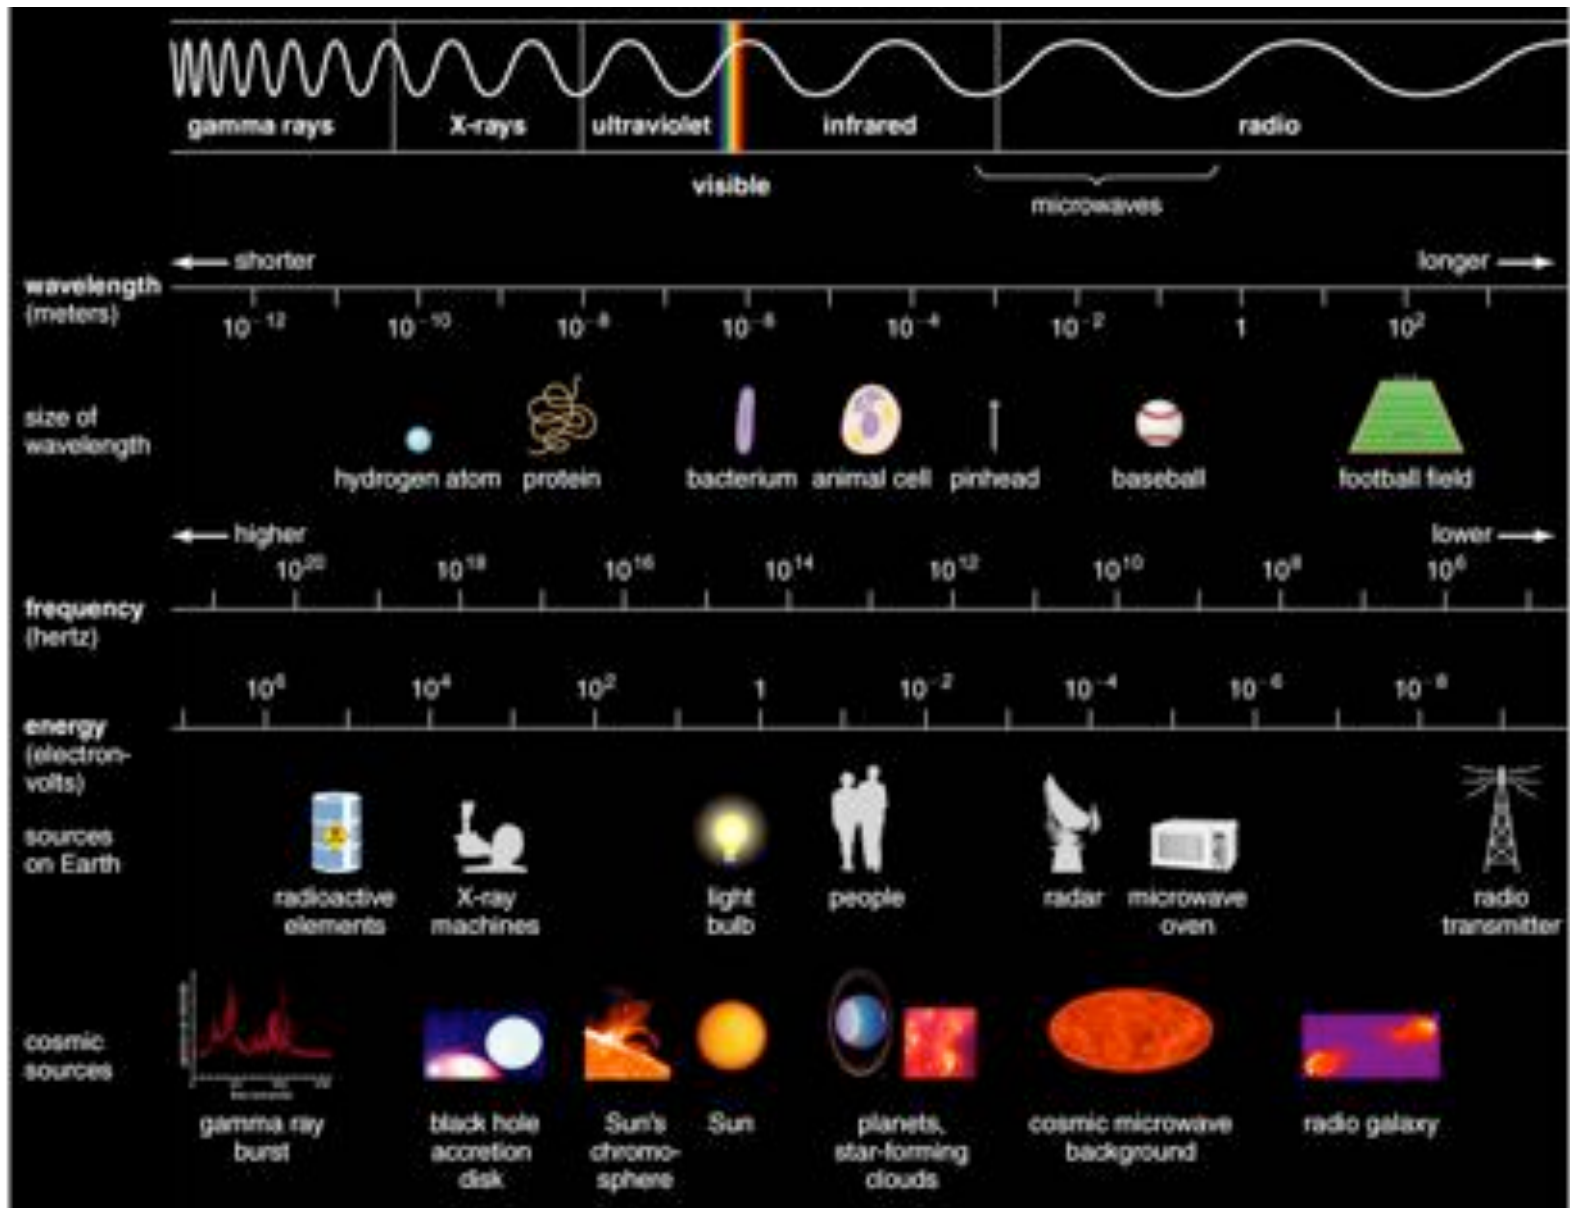 gamma rays X-rays ultraviolet infrared radio
visible
microwaves
shorter longer
wavelength
(meters)
10⁻¹² 10⁻¹⁰ 10⁻⁸ 10⁻⁶ 10⁻⁴ 10⁻² 1 10²
size of
wavelength
hydrogen atom protein bacterium animal cell pinhead baseball football field
higher lower
10²⁰ 10¹⁸ 10¹⁶ 10¹⁴ 10¹² 10¹⁰ 10⁸ 10⁶
frequency
(hertz)
10⁶ 10⁴ 10² 1 10⁻² 10⁻⁴ 10⁻⁶ 10⁻⁸
energy
(electron-
volts)
sources
on Earth
radioactive
elements
X-ray
machines
light
bulb
people
radar
microwave
oven
radio
transmitter
cosmic
sources
gamma ray
burst
black hole
accretion
disk
Sun's
chromo-
sphere
Sun
planets,
star-forming
clouds
cosmic microwave
background
radio galaxy